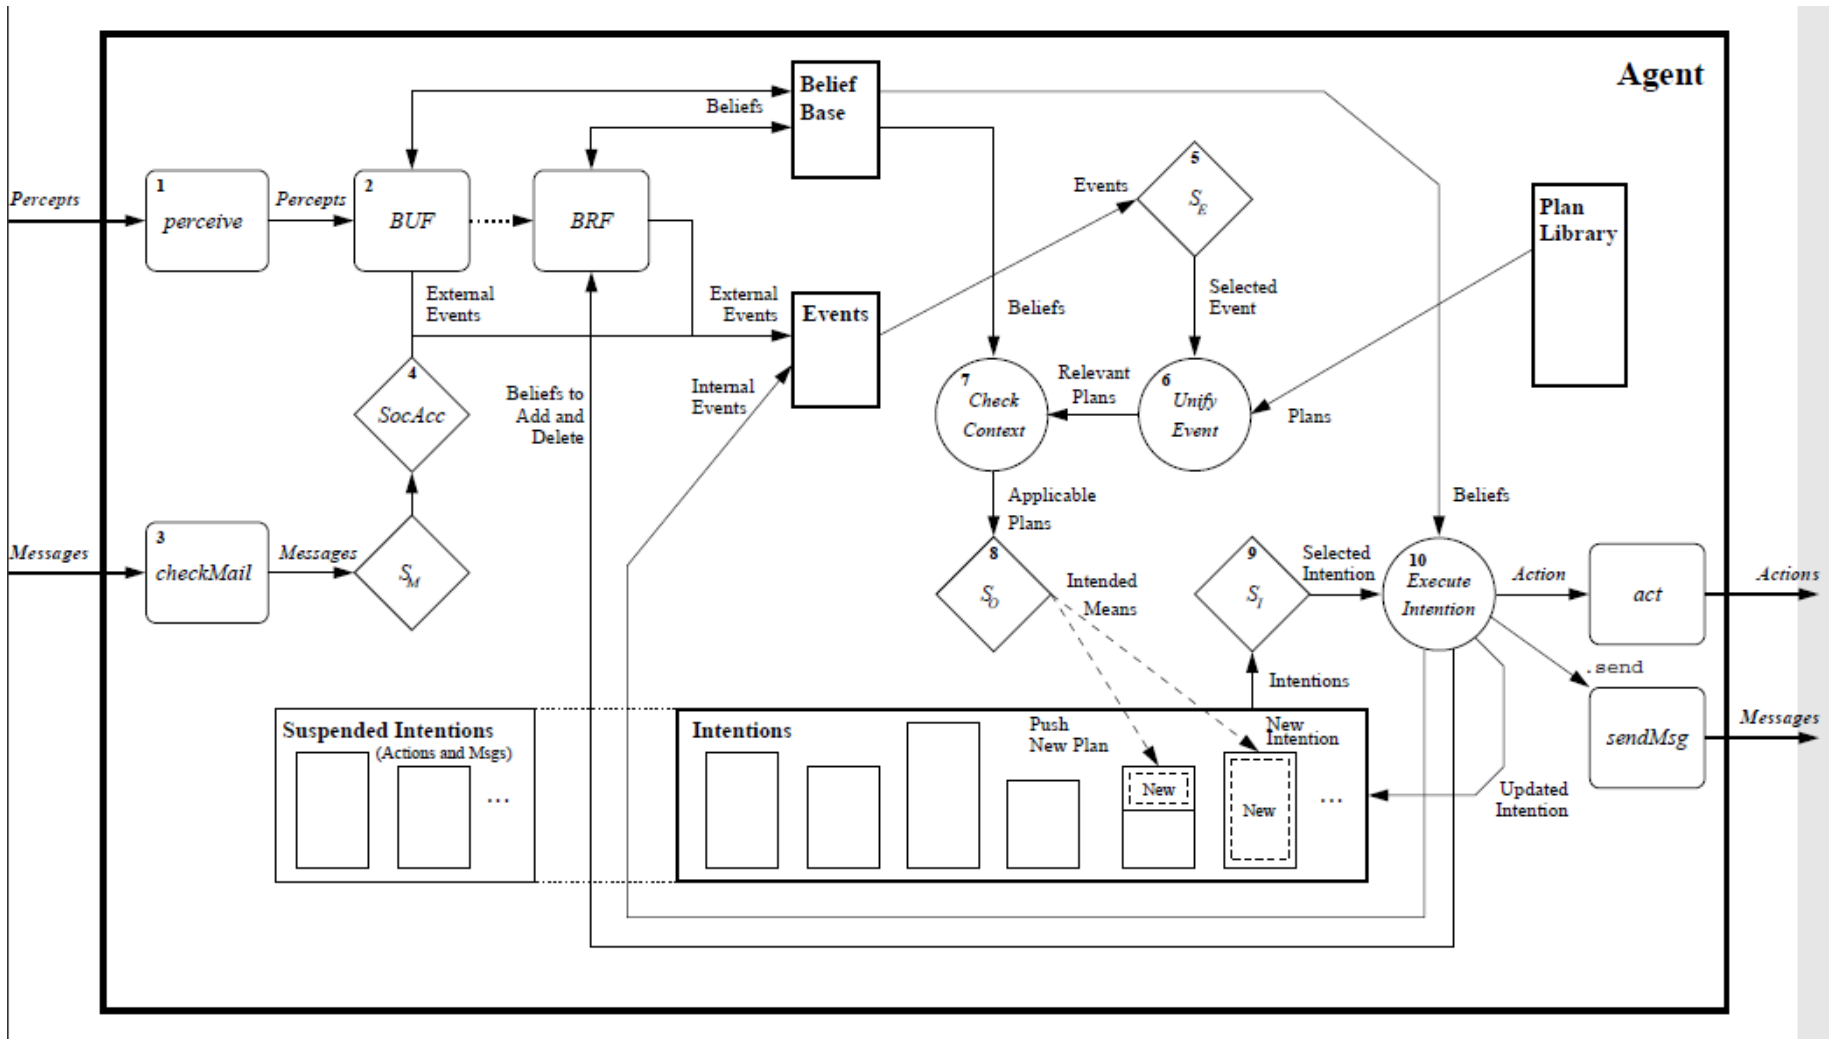 Agent
Belief
Base
Beliefs
Percepts
1
perceive
Percepts
2
BUF
BRF
Events
5
S_E
Plan
Library
External
Events
External
Events
Events
Beliefs
Selected
Event
4
SocAcc
Beliefs to
Add and
Delete
Internal
Events
7
Check
Context
Relevant
Plans
6
Unify
Event
Plans
Messages
3
checkMail
Messages
S_M
Applicable
Plans
8
S_O
Intended
Means
9
S_I
Selected
Intention
Beliefs
10
Execute
Intention
Action
act
Actions
.send
sendMsg
Messages
Intentions
Suspended Intentions
(Actions and Msgs)
...
Intentions
Push
New Plan
New
Intention
New
New
...
Updated
Intention